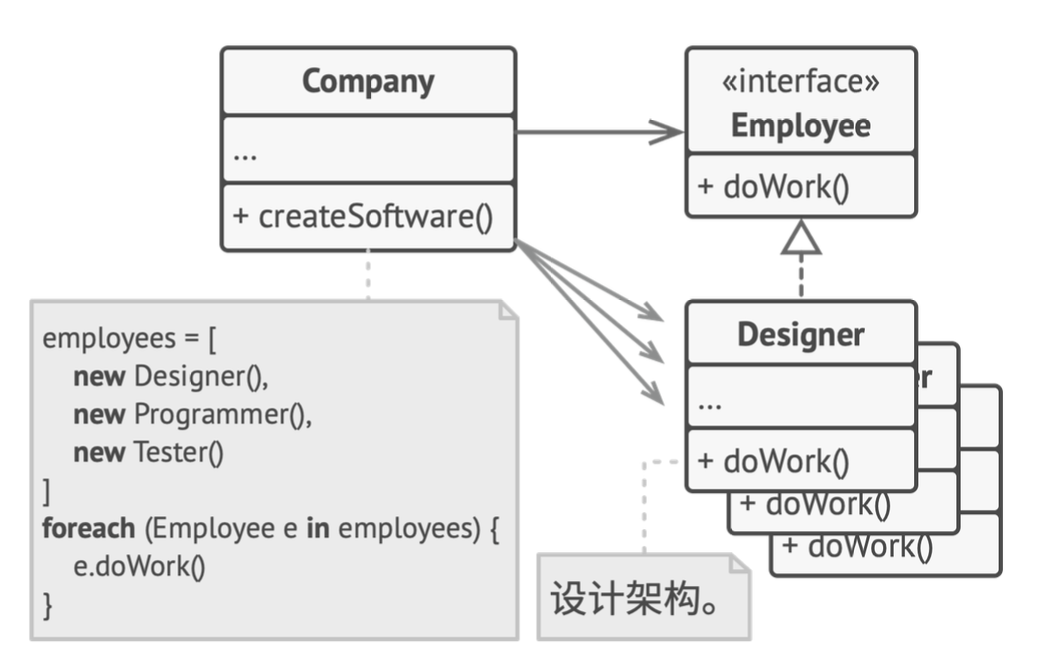 Company
...
+ createSoftware()
«interface»
Employee
+ doWork()
employees = [
new Designer(),
new Programmer(),
new Tester()
]
foreach (Employee e in employees) {
e.doWork()
}
Designer
...
+ doWork()
+ doWork()
+ doWork()
设计架构。